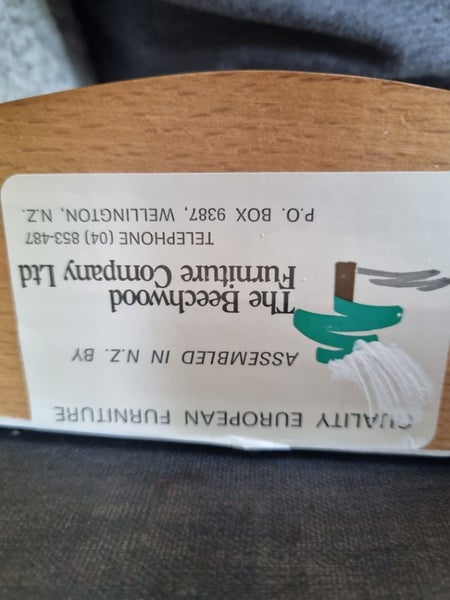 QUALITY EUROPEAN FURNITURE
ASSEMBLED IN N.Z. BY
The Beechwood
Furniture Company Ltd
TELEPHONE (04) 853-487
P.O. BOX 9387, WELLINGTON, N.Z.